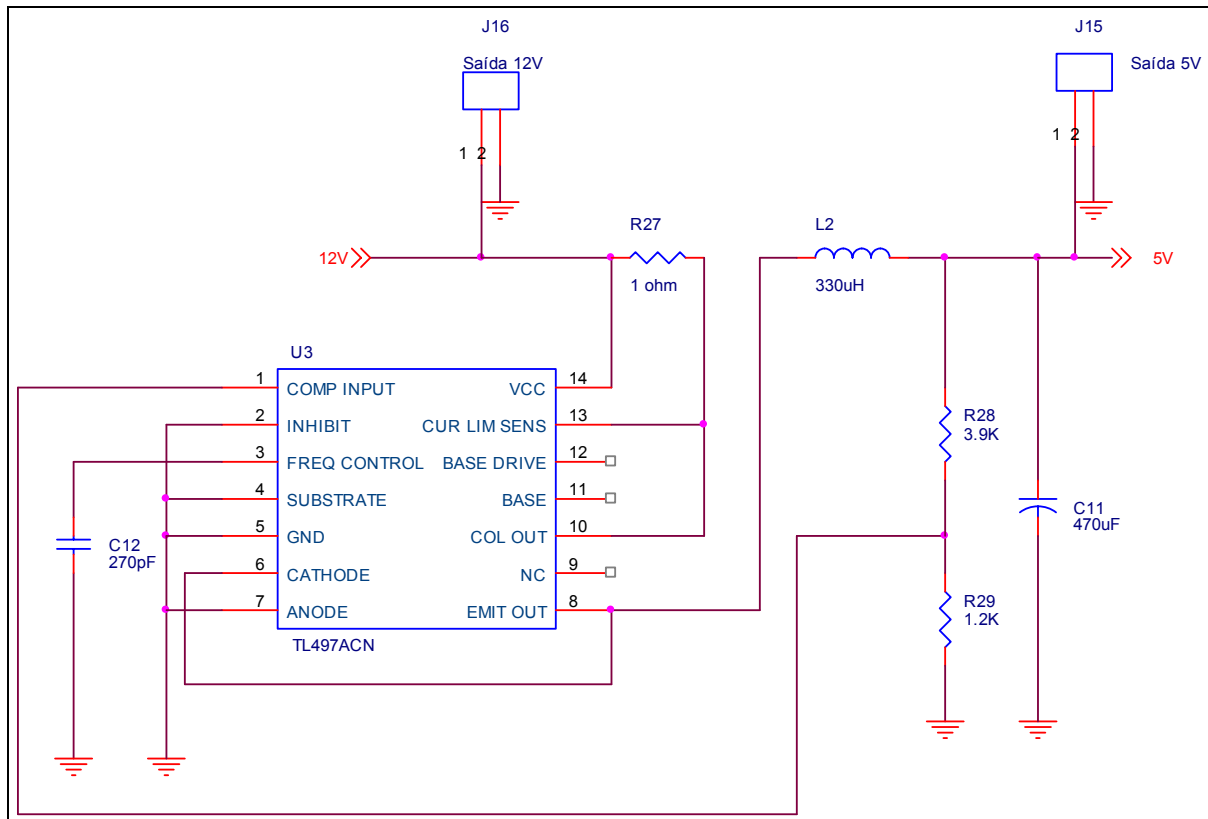 J16
J15
Saída 12V
Saída 5V
1 2
1 2
R27
L2
12V
5V
1 ohm
330uH
U3
1 COMP INPUT VCC 14
2 INHIBIT CUR LIM SENS 13
3 FREQ CONTROL BASE DRIVE 12
4 SUBSTRATE BASE 11
5 GND COL OUT 10
6 CATHODE NC 9
7 ANODE EMIT OUT 8
TL497ACN
R28
3.9K
C11
470uF
C12
270pF
R29
1.2K